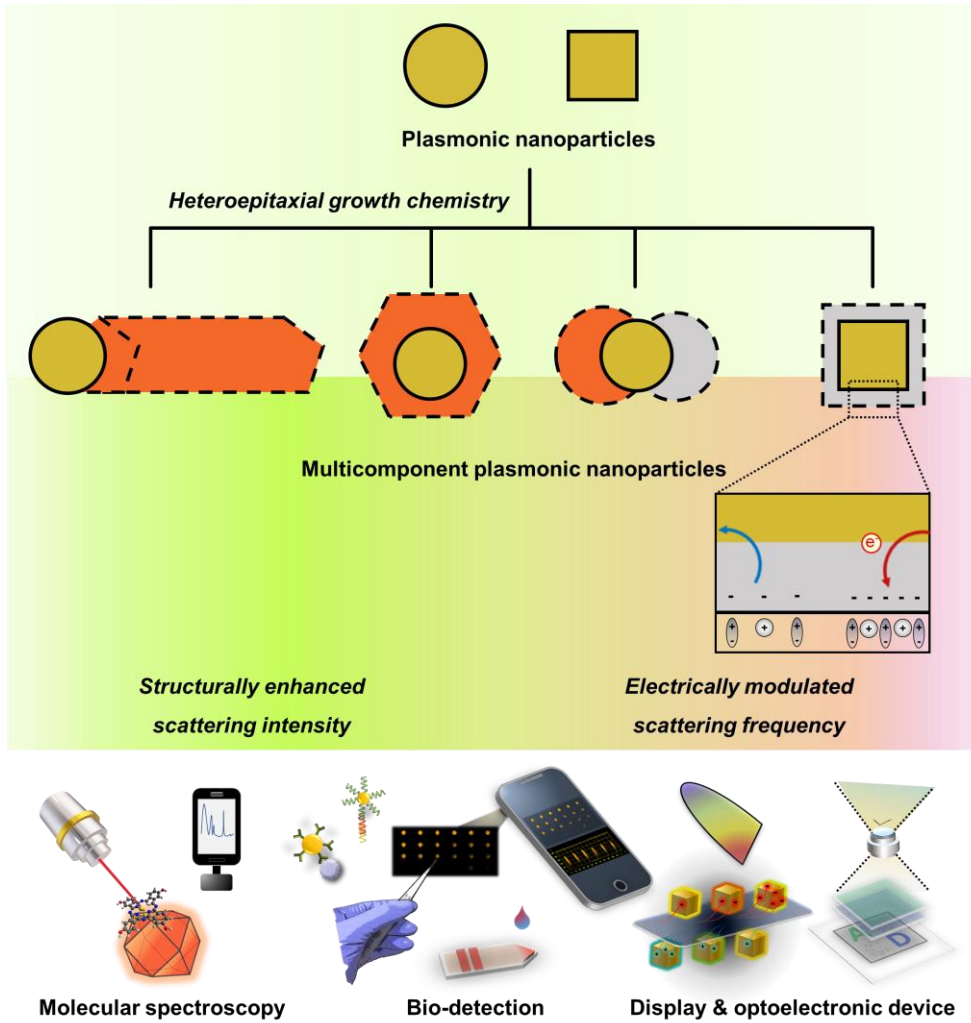 Plasmonic nanoparticles
Heteroepitaxial growth chemistry
Multicomponent plasmonic nanoparticles
e-
- - - - - - - -
+ + + + + + + +
- - - - -
Structurally enhanced
scattering intensity
Electrically modulated
scattering frequency
A
D
Molecular spectroscopy
Bio-detection
Display & optoelectronic device